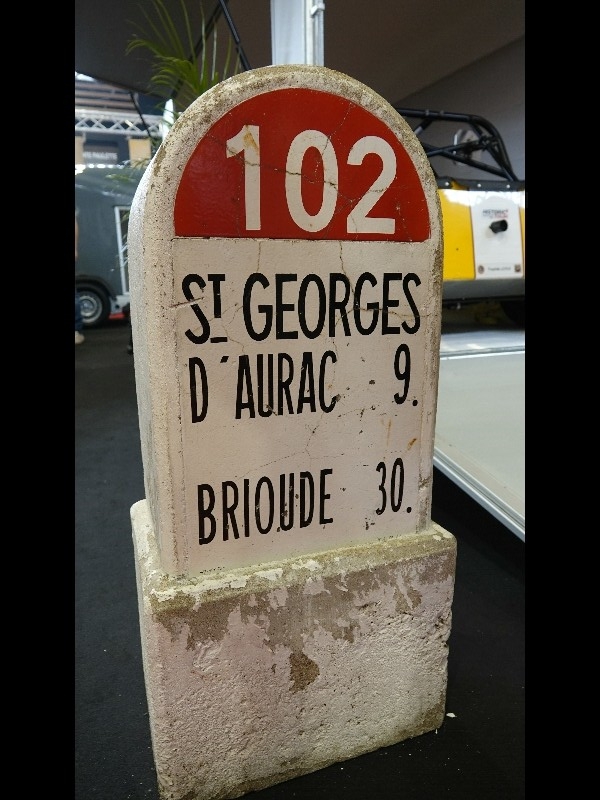 102
ST GEORGES
D'AURAC 9.
BRIOUDE 30.